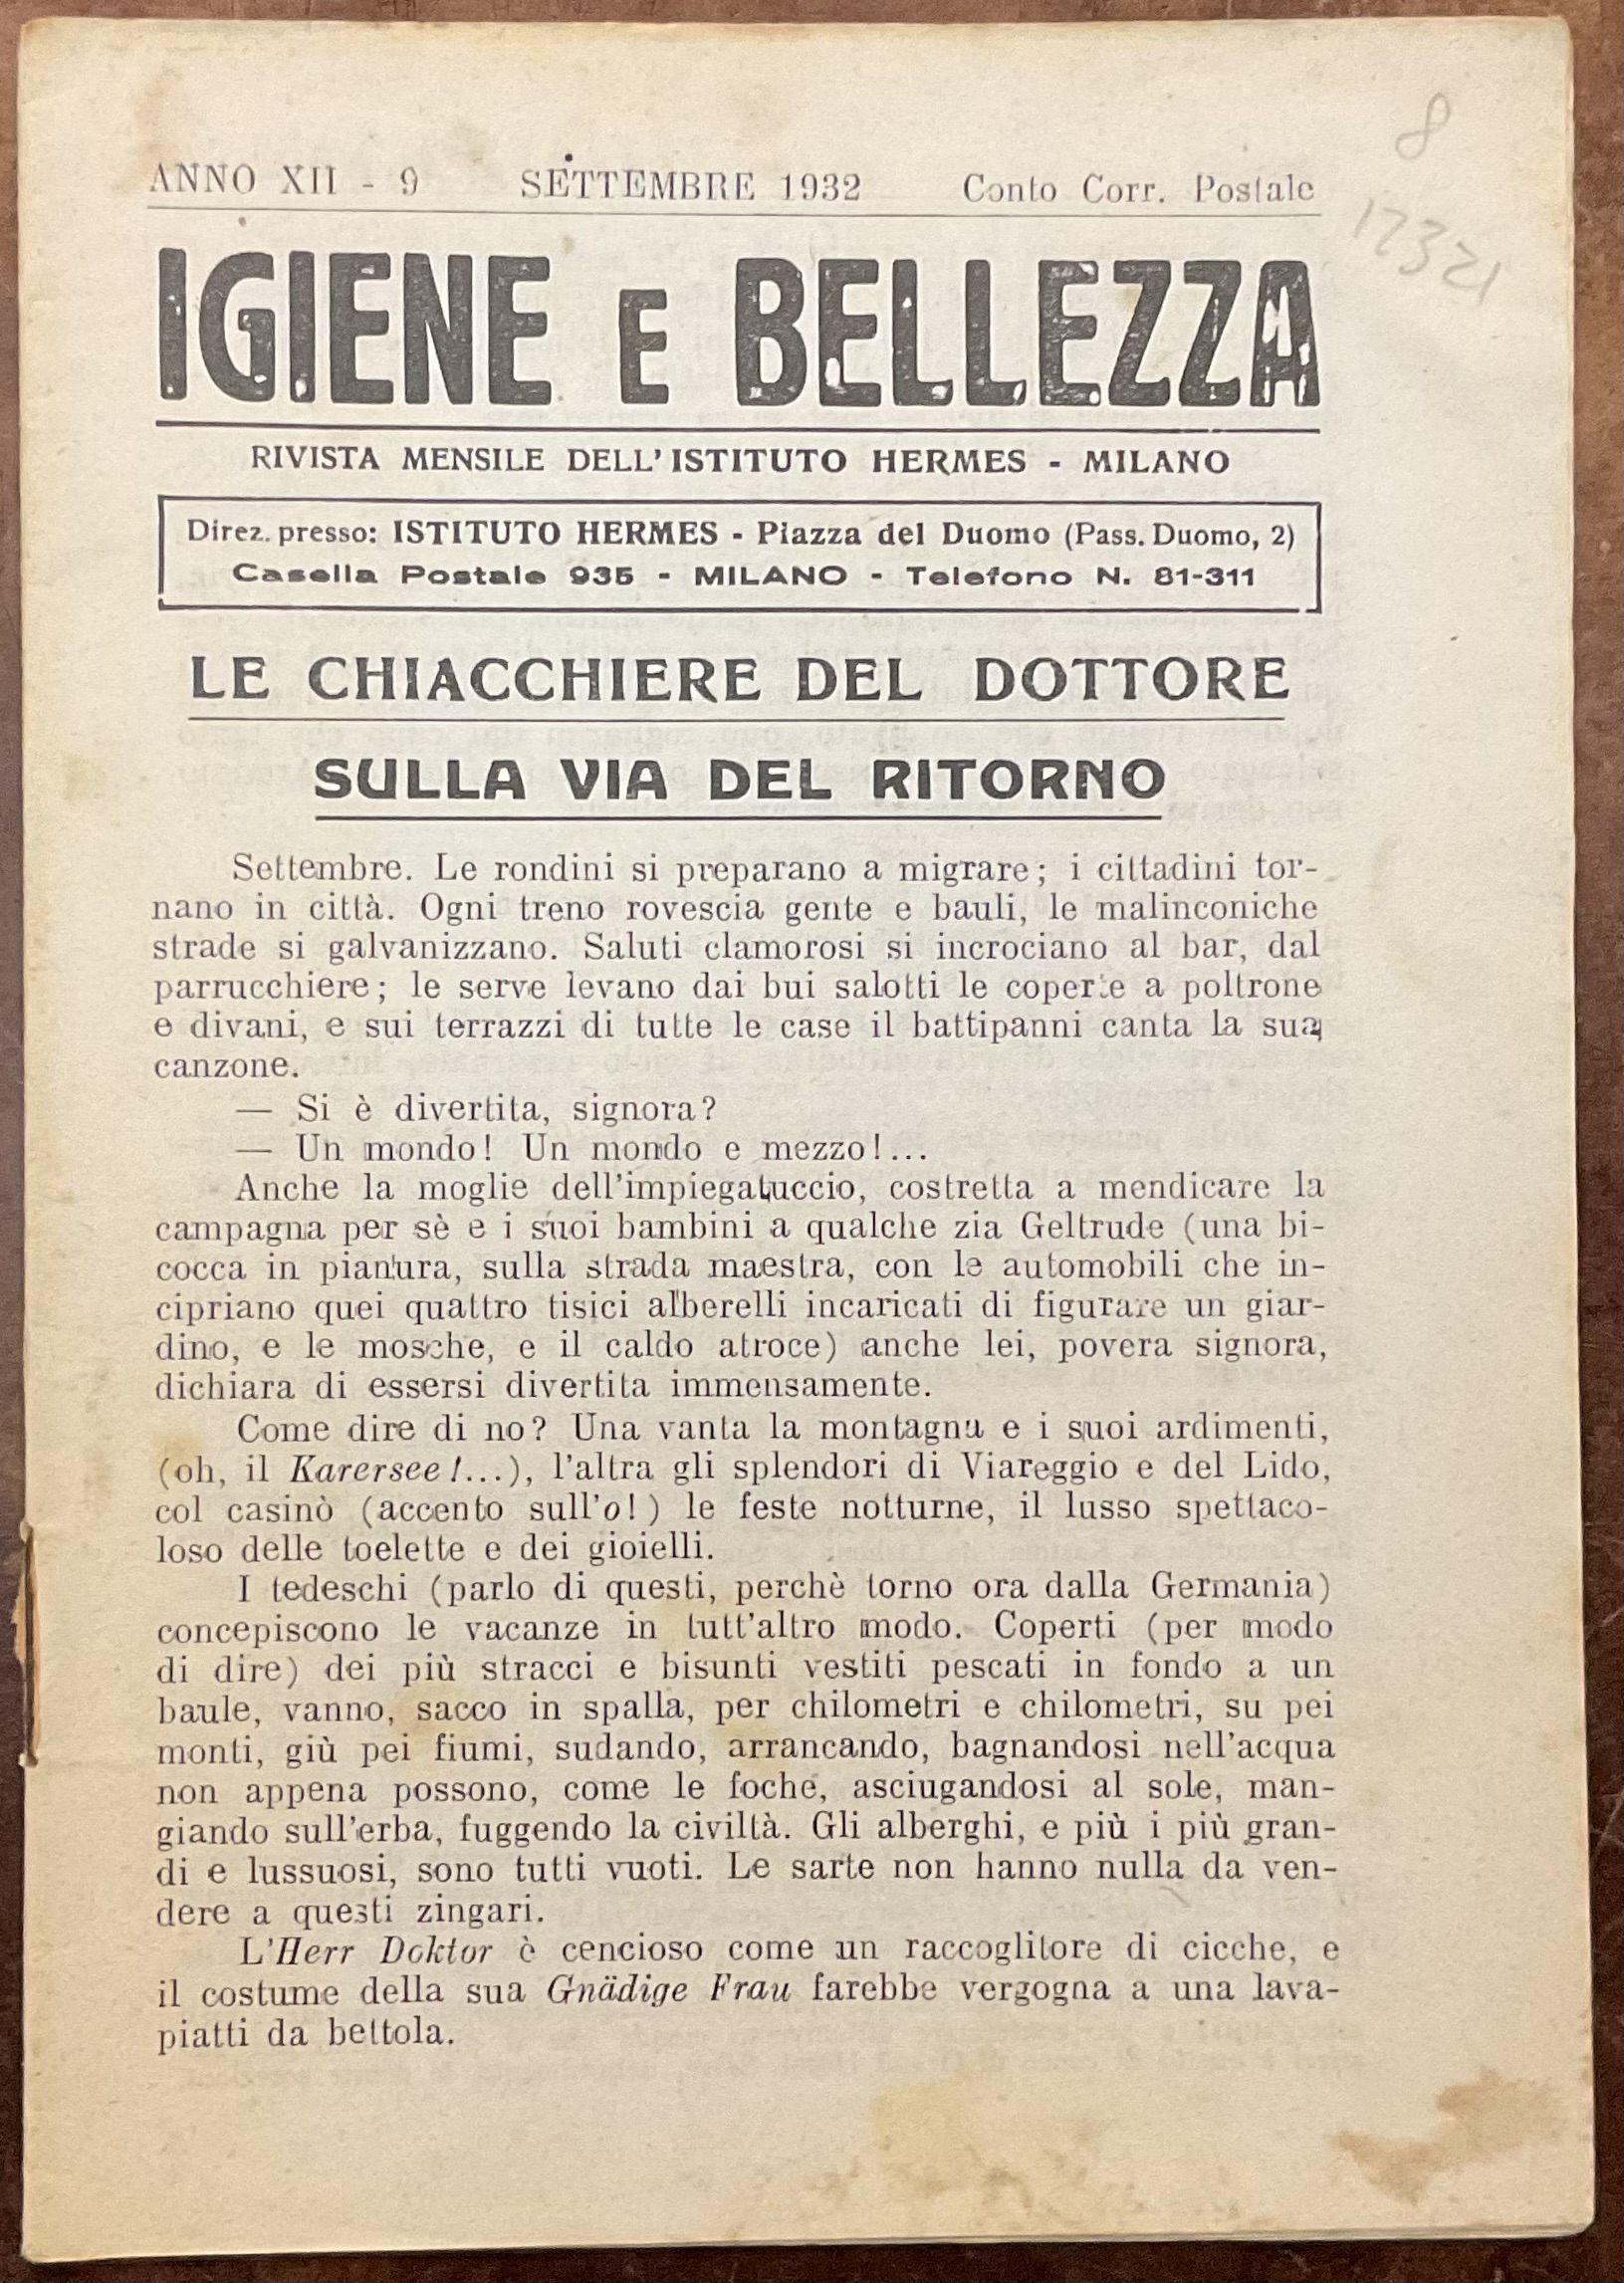 8
17321
ANNO XII - 9 SETTEMBRE 1932 Conto Corr. Postale
IGIENE E BELLEZZA
RIVISTA MENSILE DELL'ISTITUTO HERMES - MILANO
Direz. presso: ISTITUTO HERMES - Piazza del Duomo (Pass. Duomo, 2)
Casella Postale 935 - MILANO - Telefono N. 81-311
LE CHIACCHIERE DEL DOTTORE
SULLA VIA DEL RITORNO
Settembre. Le rondini si preparano a migrare; i cittadini tor-
nano in città. Ogni treno rovescia gente e bauli, le malinconiche
strade si galvanizzano. Saluti clamorosi si incrociano al bar, dal
parrucchiere; le serve levano dai bui salotti le coperte a poltrone
e divani, e sui terrazzi di tutte le case il battipanni canta la sua
canzone.
— Si è divertita, signora?
— Un mondo! Un mondo e mezzo!...
Anche la moglie dell'impiegatuccio, costretta a mendicare la
campagna per sè e i suoi bambini a qualche zia Geltrude (una bi-
cocca in pianura, sulla strada maestra, con le automobili che in-
cipriano quei quattro tisici alberelli incaricati di figurare un giar-
dino, e le mosche, e il caldo atroce) anche lei, povera signora,
dichiara di essersi divertita immensamente.
Come dire di no? Una vanta la montagna e i suoi ardimenti,
(oh, il Karersee!...), l'altra gli splendori di Viareggio e del Lido,
col casinò (accento sull'o!) le feste notturne, il lusso spettaco-
loso delle toelette e dei gioielli.
I tedeschi (parlo di questi, perchè torno ora dalla Germania)
concepiscono le vacanze in tutt'altro modo. Coperti (per modo
di dire) dei più stracci e bisunti vestiti pescati in fondo a un
baule, vanno, sacco in spalla, per chilometri e chilometri, su pei
monti, giù pei fiumi, sudando, arrancando, bagnandosi nell'acqua
non appena possono, come le foche, asciugandosi al sole, man-
giando sull'erba, fuggendo la civiltà. Gli alberghi, e più i più gran-
di e lussuosi, sono tutti vuoti. Le sarte non hanno nulla da ven-
dere a questi zingari.
L'Herr Doktor è cencioso come un raccoglitore di cicche, e
il costume della sua Gnädige Frau farebbe vergogna a una lava-
piatti da bettola.